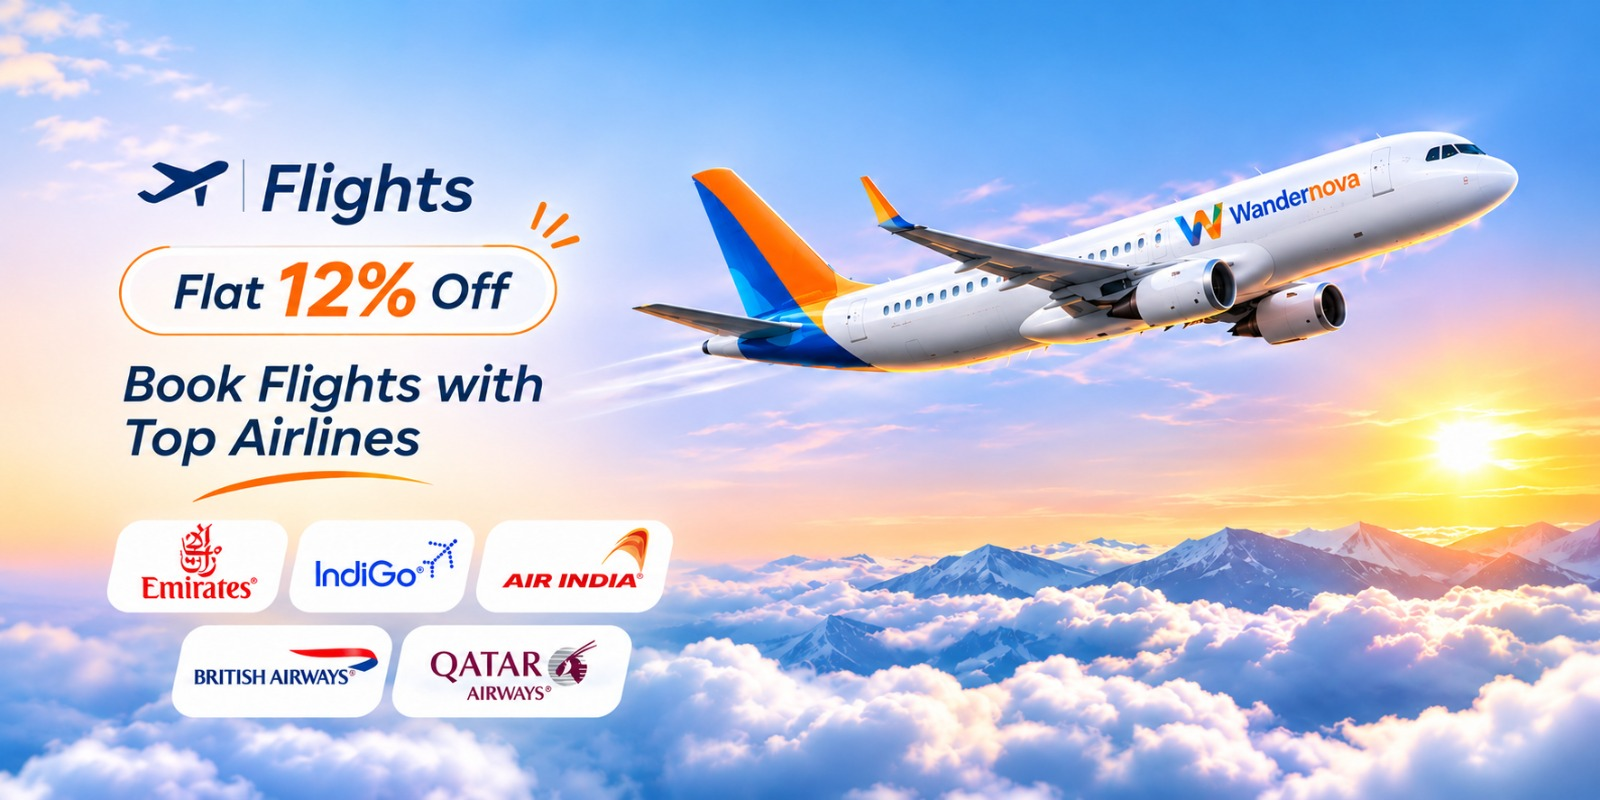 Flights
Flat 12% Off
Book Flights with
Top Airlines
Emirates®
IndiGo®
AIR INDIA®
BRITISH AIRWAYS®
QATAR
AIRWAYS®
W Wandernova